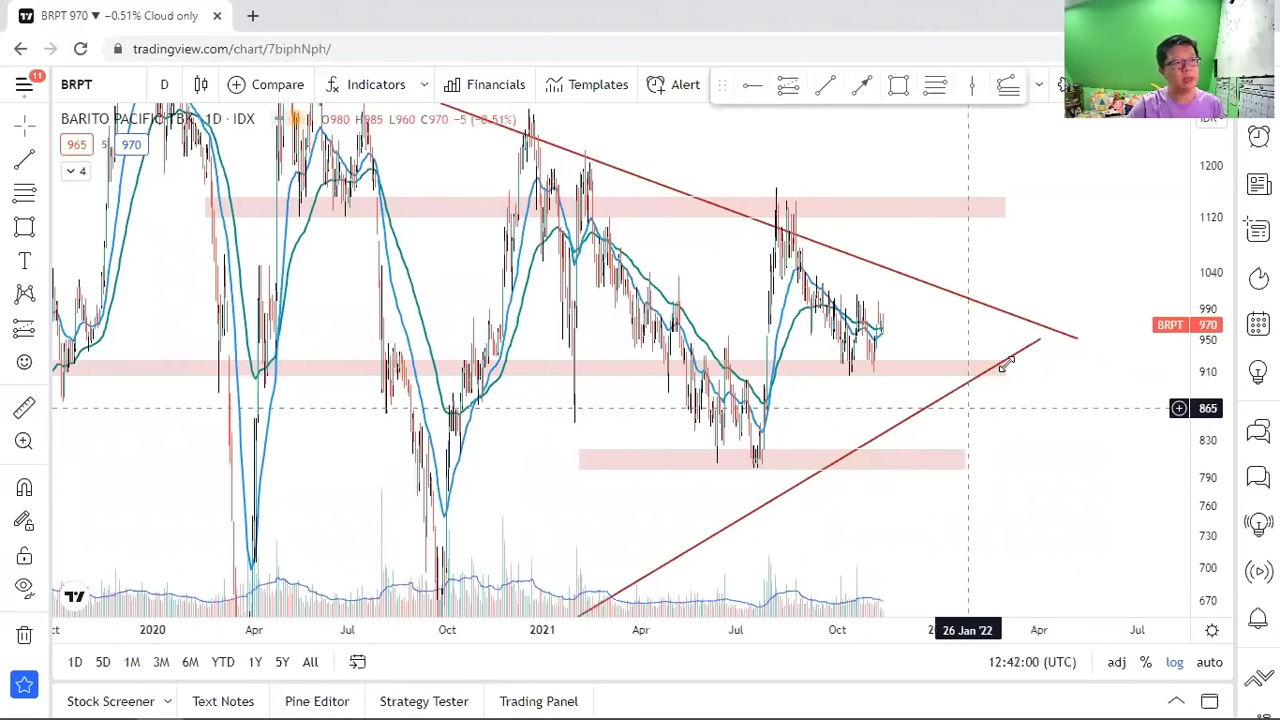 BRPT 970 ▼ −0.51% Cloud only
tradingview.com/chart/7biphNph/
11
BRPT
D
Compare
Indicators
Financials
Templates
Alert
BARITO PACIFIC TBK · 1D · IDX
O980 H985 L960 C970 −5 (−0.51%)
965
5
970
4
1200
1120
1040
990
BRPT 970
950
910
865
830
790
760
730
700
670
2020
Apr
Jul
Oct
2021
Apr
Jul
Oct
26 Jan '22
Apr
Jul
1D
5D
1M
3M
6M
YTD
1Y
5Y
All
12:42:00 (UTC)
adj
%
log
auto
Stock Screener
Text Notes
Pine Editor
Strategy Tester
Trading Panel